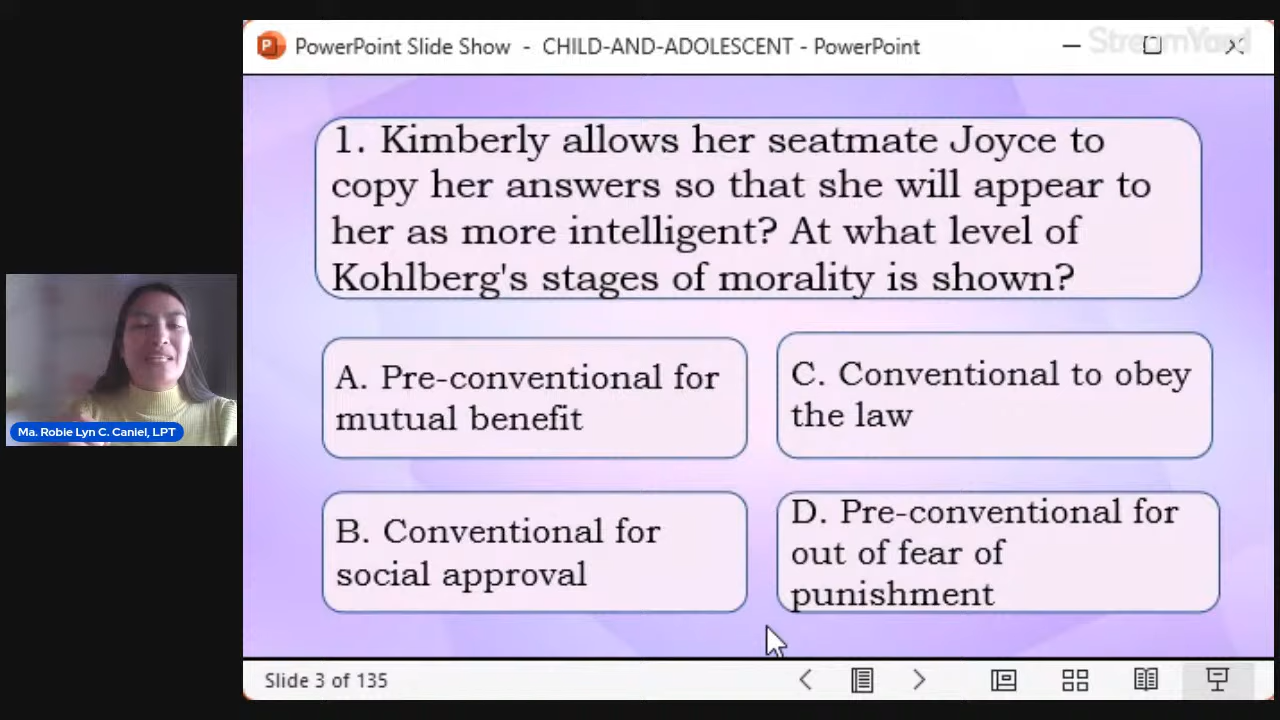 PowerPoint Slide Show - CHILD-AND-ADOLESCENT - PowerPoint
StreamYard
1. Kimberly allows her seatmate Joyce to
copy her answers so that she will appear to
her as more intelligent? At what level of
Kohlberg's stages of morality is shown?
A. Pre-conventional for
mutual benefit
C. Conventional to obey
the law
B. Conventional for
social approval
D. Pre-conventional for
out of fear of
punishment
Ma. Robie Lyn C. Caniel, LPT
Slide 3 of 135